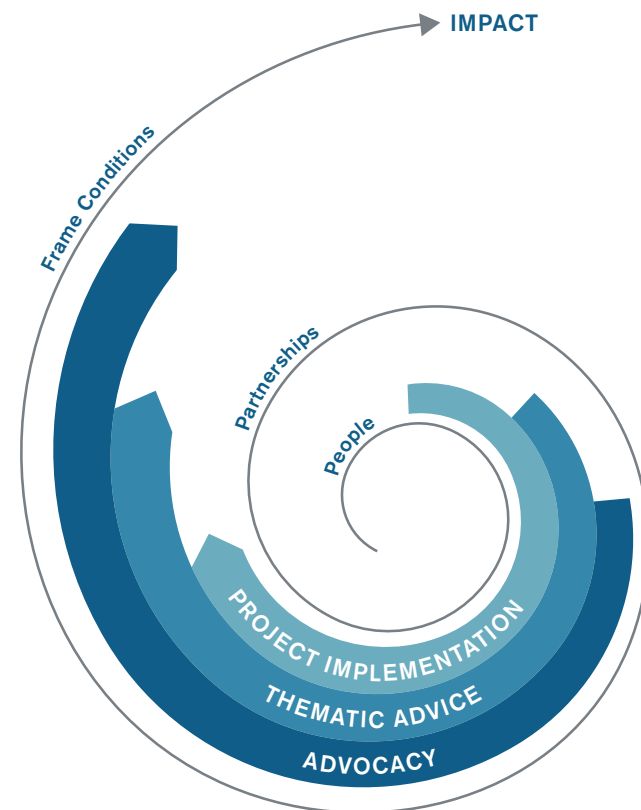 IMPACT
Frame Conditions
Partnerships
People
PROJECT IMPLEMENTATION
THEMATIC ADVICE
ADVOCACY